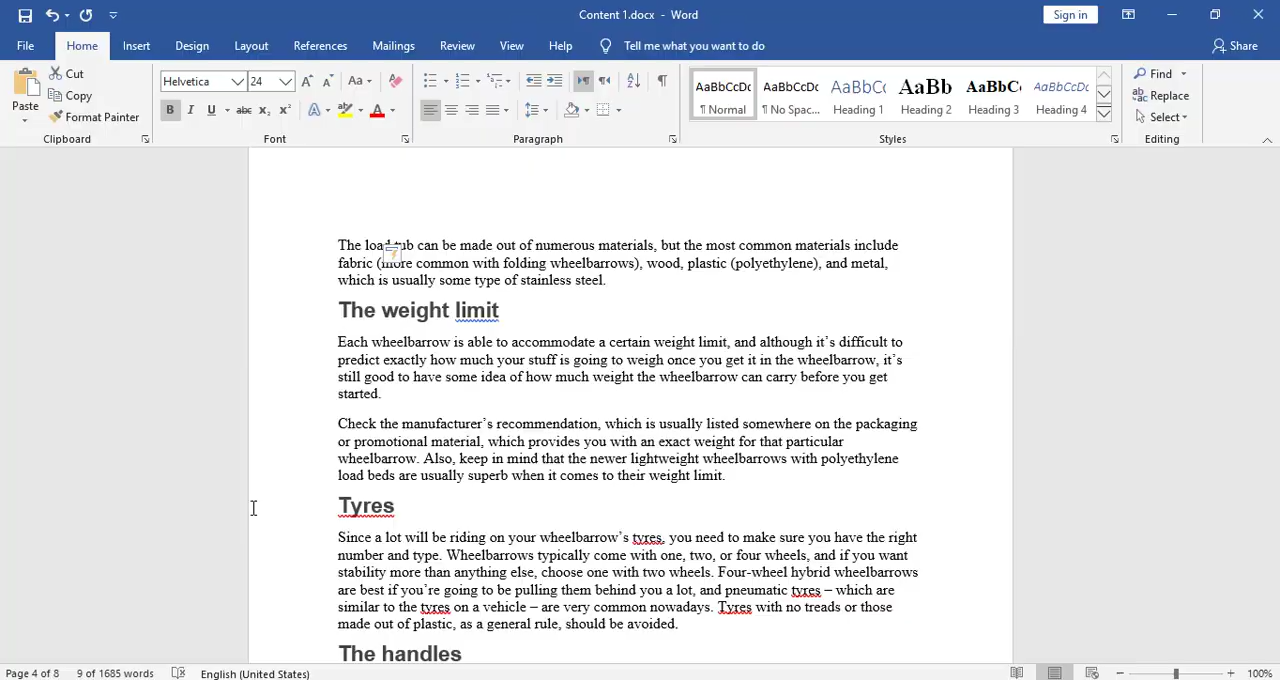 Content 1.docx - Word
Sign in
File Home Insert Design Layout References Mailings Review View Help Tell me what you want to do Share
Paste
Cut
Copy
Format Painter
Clipboard
Helvetica 24
Aa
B I U abc x₂ x² A A
Font
Paragraph
AaBbCcDc AaBbCcDc AaBbC AaBb AaBbC AaBbCcDc
¶ Normal ¶ No Spac... Heading 1 Heading 2 Heading 3 Heading 4
Styles
Find
Replace
Select
Editing
The load tub can be made out of numerous materials, but the most common materials include
fabric (more common with folding wheelbarrows), wood, plastic (polyethylene), and metal,
which is usually some type of stainless steel.
The weight limit
Each wheelbarrow is able to accommodate a certain weight limit, and although it’s difficult to
predict exactly how much your stuff is going to weigh once you get it in the wheelbarrow, it’s
still good to have some idea of how much weight the wheelbarrow can carry before you get
started.
Check the manufacturer’s recommendation, which is usually listed somewhere on the packaging
or promotional material, which provides you with an exact weight for that particular
wheelbarrow. Also, keep in mind that the newer lightweight wheelbarrows with polyethylene
load beds are usually superb when it comes to their weight limit.
Tyres
Since a lot will be riding on your wheelbarrow’s tyres, you need to make sure you have the right
number and type. Wheelbarrows typically come with one, two, or four wheels, and if you want
stability more than anything else, choose one with two wheels. Four-wheel hybrid wheelbarrows
are best if you’re going to be pulling them behind you a lot, and pneumatic tyres – which are
similar to the tyres on a vehicle – are very common nowadays. Tyres with no treads or those
made out of plastic, as a general rule, should be avoided.
The handles
Page 4 of 8 9 of 1685 words English (United States) 100%